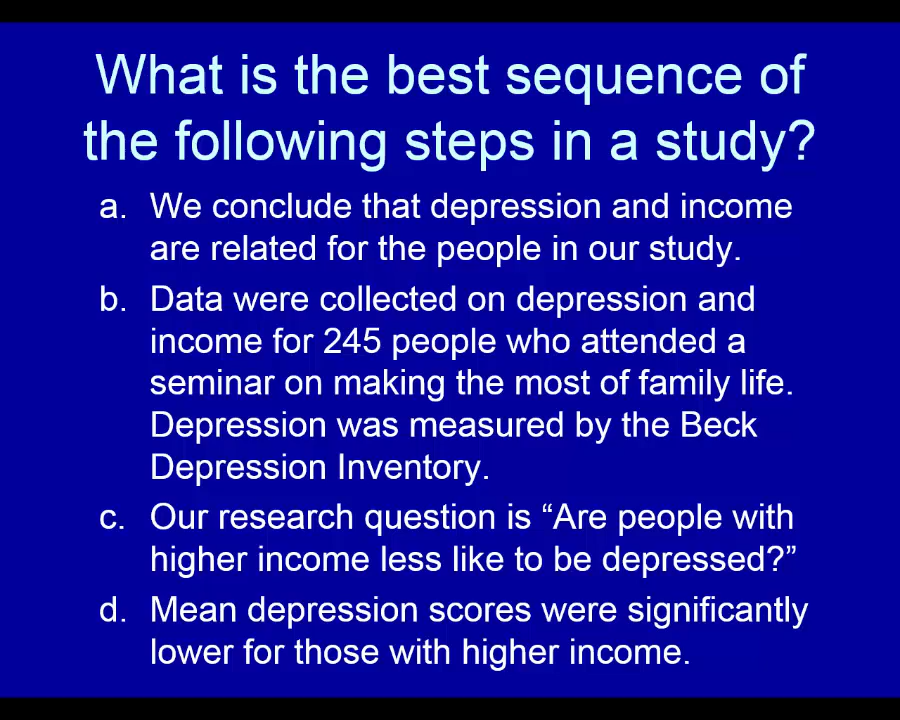 What is the best sequence of
the following steps in a study?
a. We conclude that depression and income
are related for the people in our study.
b. Data were collected on depression and
income for 245 people who attended a
seminar on making the most of family life.
Depression was measured by the Beck
Depression Inventory.
c. Our research question is “Are people with
higher income less like to be depressed?”
d. Mean depression scores were significantly
lower for those with higher income.